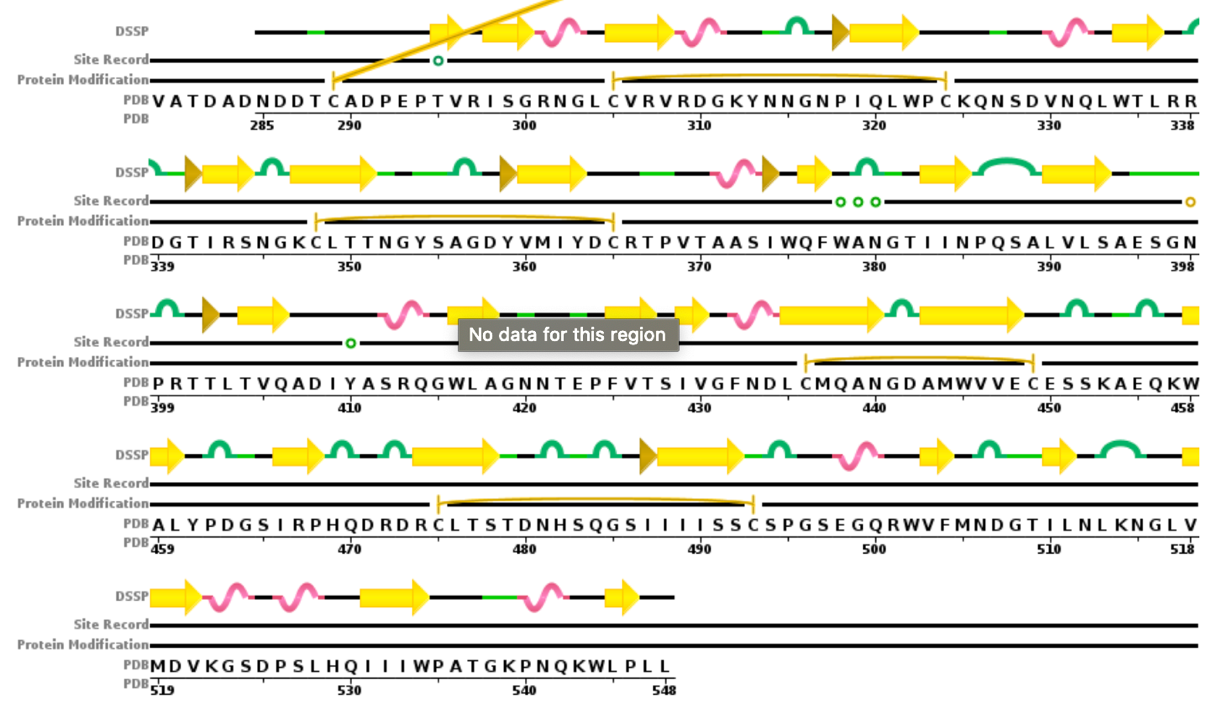 DSSP
Site Record
Protein Modification
PDB VATDADNDDTCADPEPTVRISGRNGLCVRVRDGKYNNGNPIQLWPCKQNSDVNQLWTLRR
PDB 285 290 300 310 320 330 338
DSSP
Site Record
Protein Modification
PDB DGTIRSNGKCLTTNGYSAGDYVMIYDCRTPVTAASIWQFWANGTIINPQSALVLSAESGN
PDB 339 350 360 370 380 390 398
DSSP
No data for this region
Site Record
Protein Modification
PDB PRTTLTVQADIYASRQGWLAGNNTEPFVTSIVGFNDLCMQANGDAMWVVECESSKAEQKW
PDB 399 410 420 430 440 450 458
DSSP
Site Record
Protein Modification
PDB ALYPDGSIRPHQDRDRCLTSTDNHSQGSIIIISSCSPGSEGQRWVFMNDGTILNLKNGLV
PDB 459 470 480 490 500 510 518
DSSP
Site Record
Protein Modification
PDB MDVKGSDPSLHQIIIWPATGKPNQKWLPLL
PDB 519 530 540 548